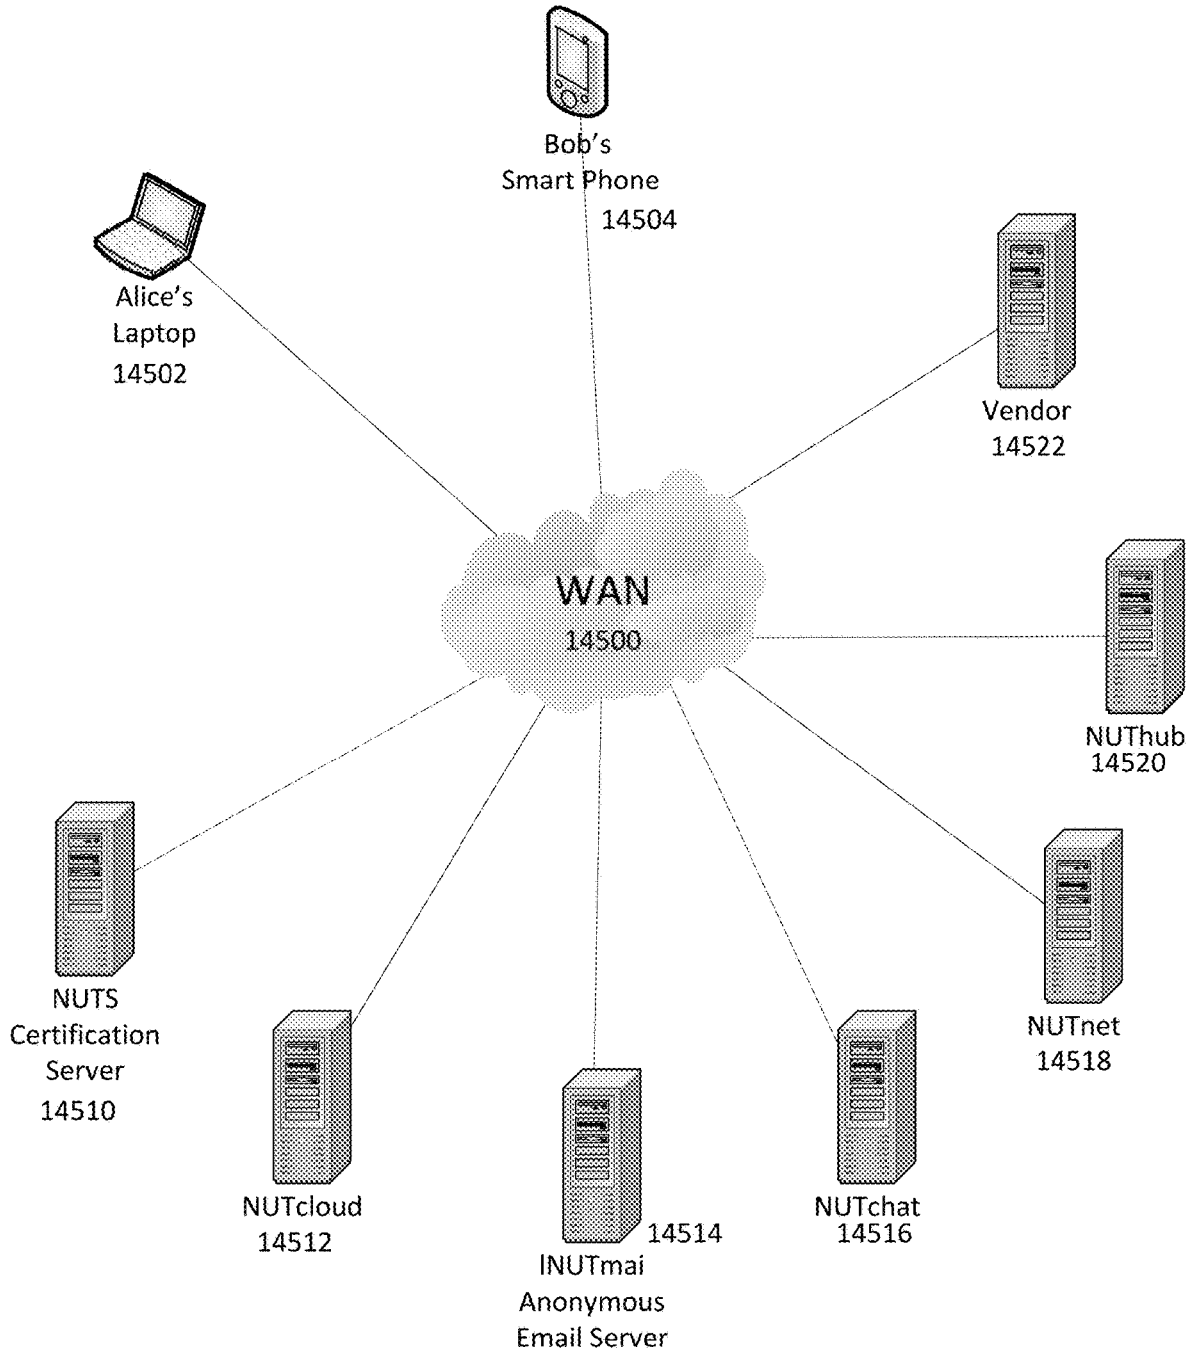 Bob's
Smart Phone
14504
Alice's
Laptop
14502
Vendor
14522
WAN
14500
NUThub
14520
NUTS
Certification
Server
14510
NUTnet
14518
NUTcloud
14512
NUTchat
14516
14514
lNUTmai
Anonymous
Email Server